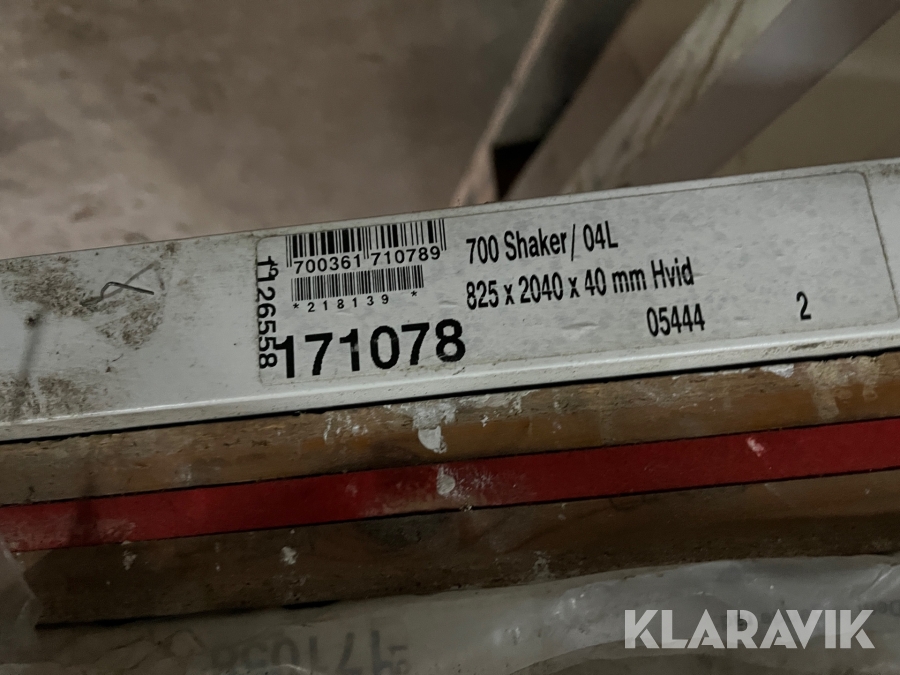 700361 710789
*218139*
171078
1126558
700 Shaker/ 04L
825 x 2040 x 40 mm Hvid
05444 2
KLARAVIK